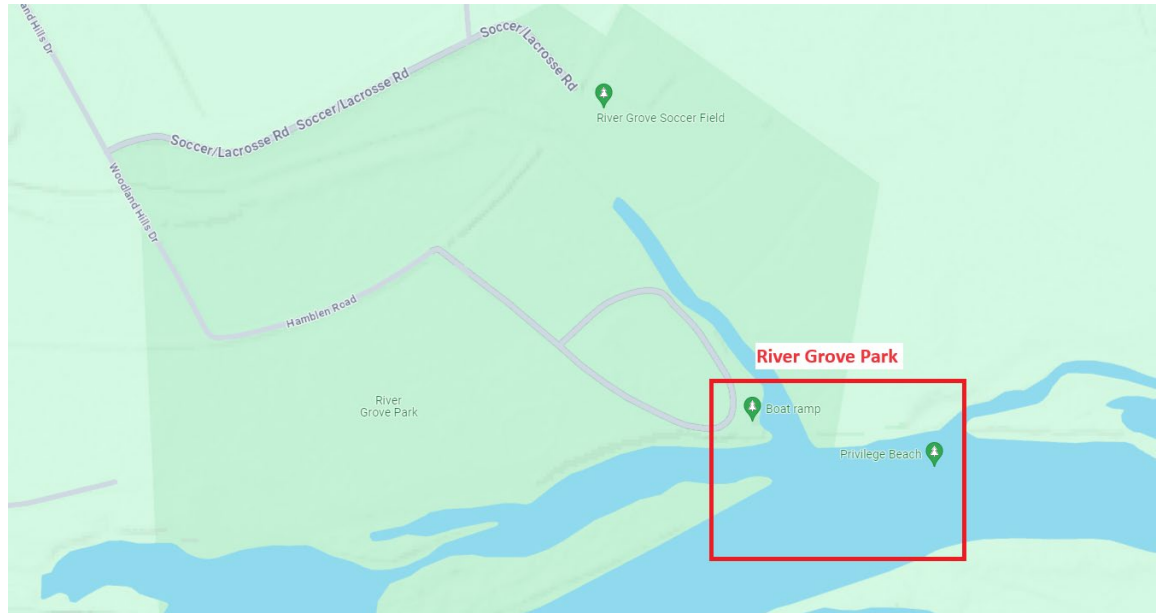 Woodland Hills Dr
Soccer/Lacrosse Rd
Soccer/Lacrosse Rd
Soccer/Lacrosse Rd
River Grove Soccer Field
Woodland Hills Dr
Hamblen Road
River Grove Park
River
Grove Park
Boat ramp
Privilege Beach